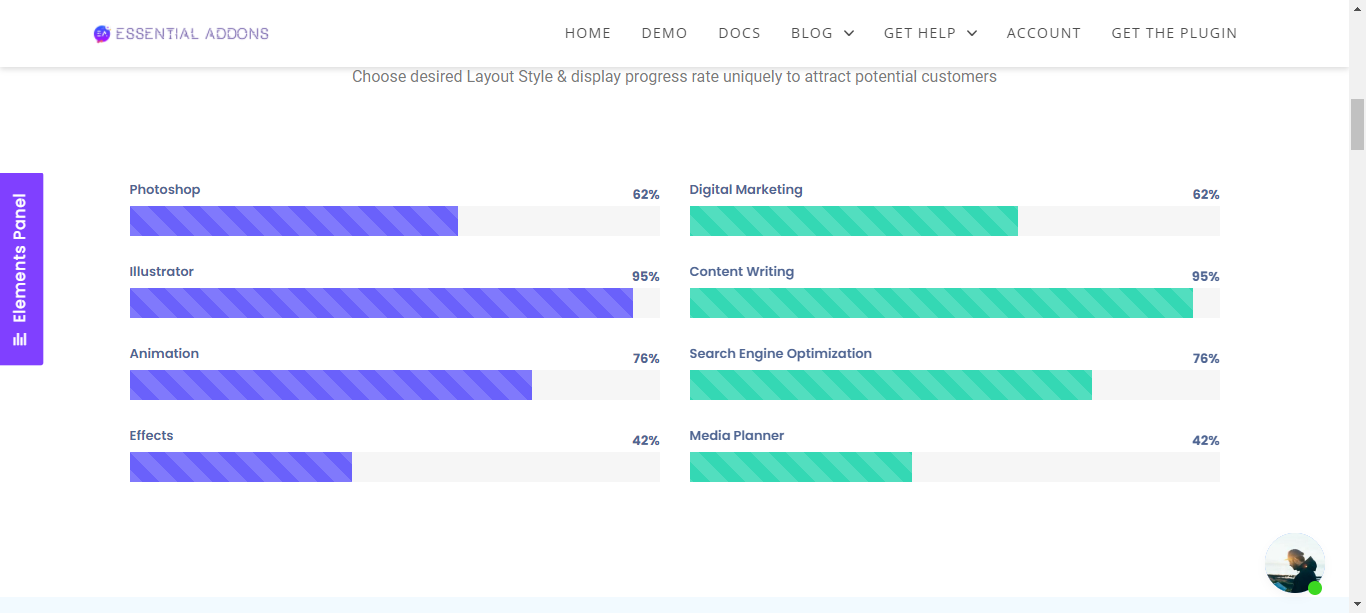 EA ESSENTIAL ADDONS
HOME DEMO DOCS BLOG GET HELP ACCOUNT GET THE PLUGIN
Choose desired Layout Style & display progress rate uniquely to attract potential customers
Elements Panel
Photoshop 62%
Digital Marketing 62%
Illustrator 95%
Content Writing 95%
Animation 76%
Search Engine Optimization 76%
Effects 42%
Media Planner 42%